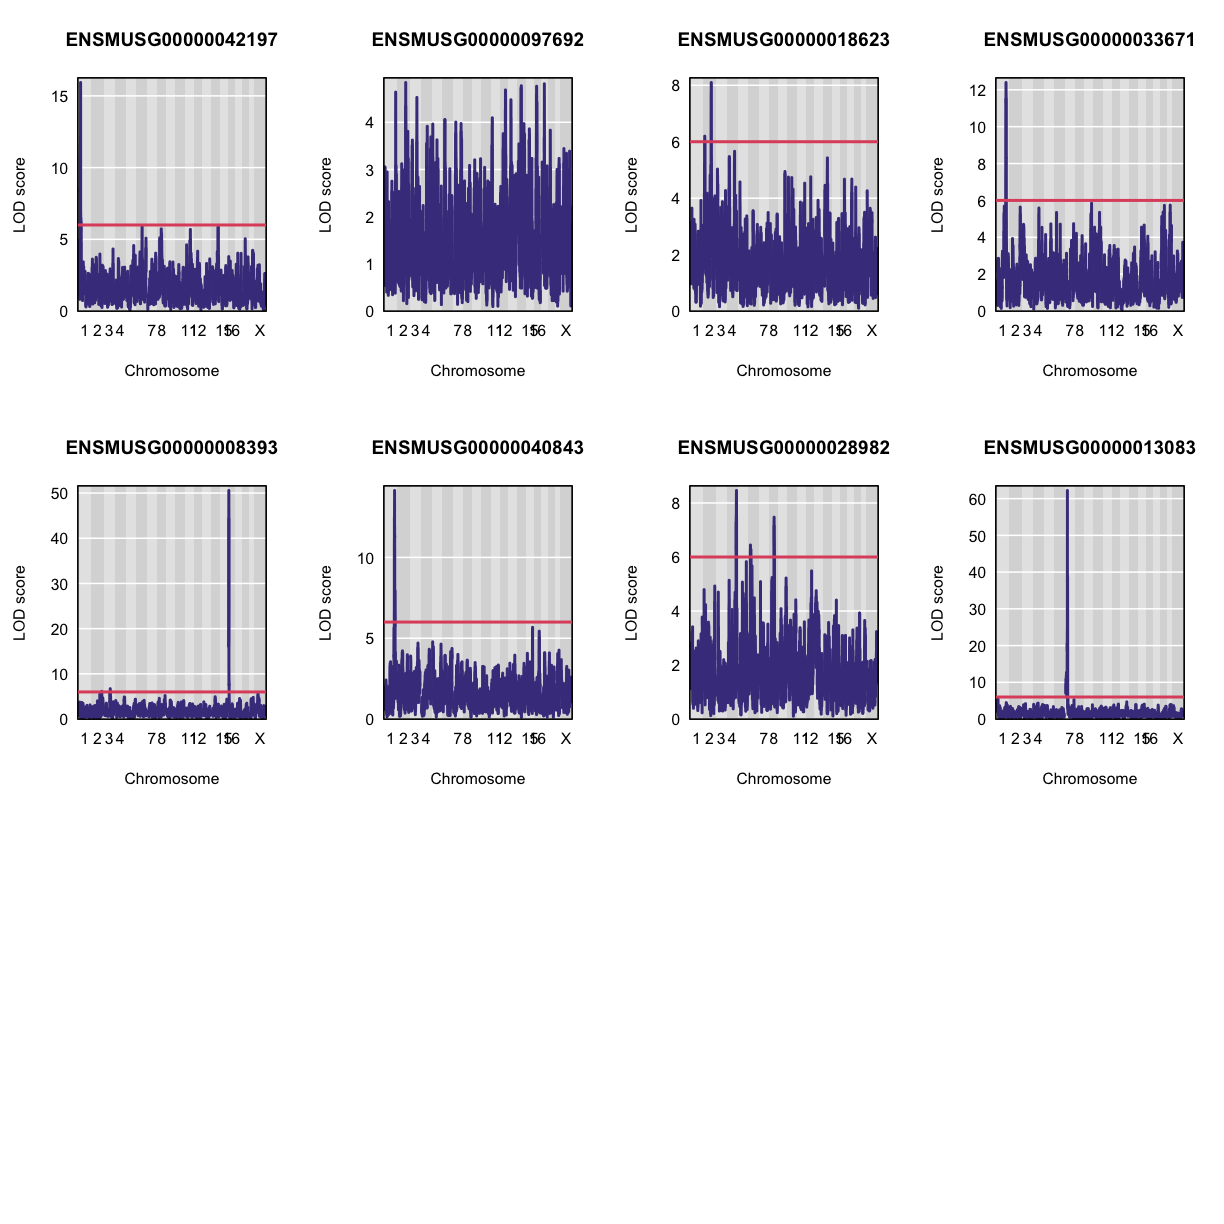 ENSMUSG00000042197 ENSMUSG00000097692 ENSMUSG00000018623 ENSMUSG00000033671
LOD score LOD score LOD score LOD score
15 10 5 0
4 3 2 1 0
8 6 4 2 0
12 10 8 6 4 2 0
1 2 3 4 7 8 11 12 15 16 X
1 2 3 4 7 8 11 12 15 16 X
1 2 3 4 7 8 11 12 15 16 X
1 2 3 4 7 8 11 12 15 16 X
Chromosome Chromosome Chromosome Chromosome
ENSMUSG00000008393 ENSMUSG00000040843 ENSMUSG00000028982 ENSMUSG00000013083
LOD score LOD score LOD score LOD score
50 40 30 20 10 0
10 5 0
8 6 4 2 0
60 50 40 30 20 10 0
1 2 3 4 7 8 11 12 15 16 X
1 2 3 4 7 8 11 12 15 16 X
1 2 3 4 7 8 11 12 15 16 X
1 2 3 4 7 8 11 12 15 16 X
Chromosome Chromosome Chromosome Chromosome